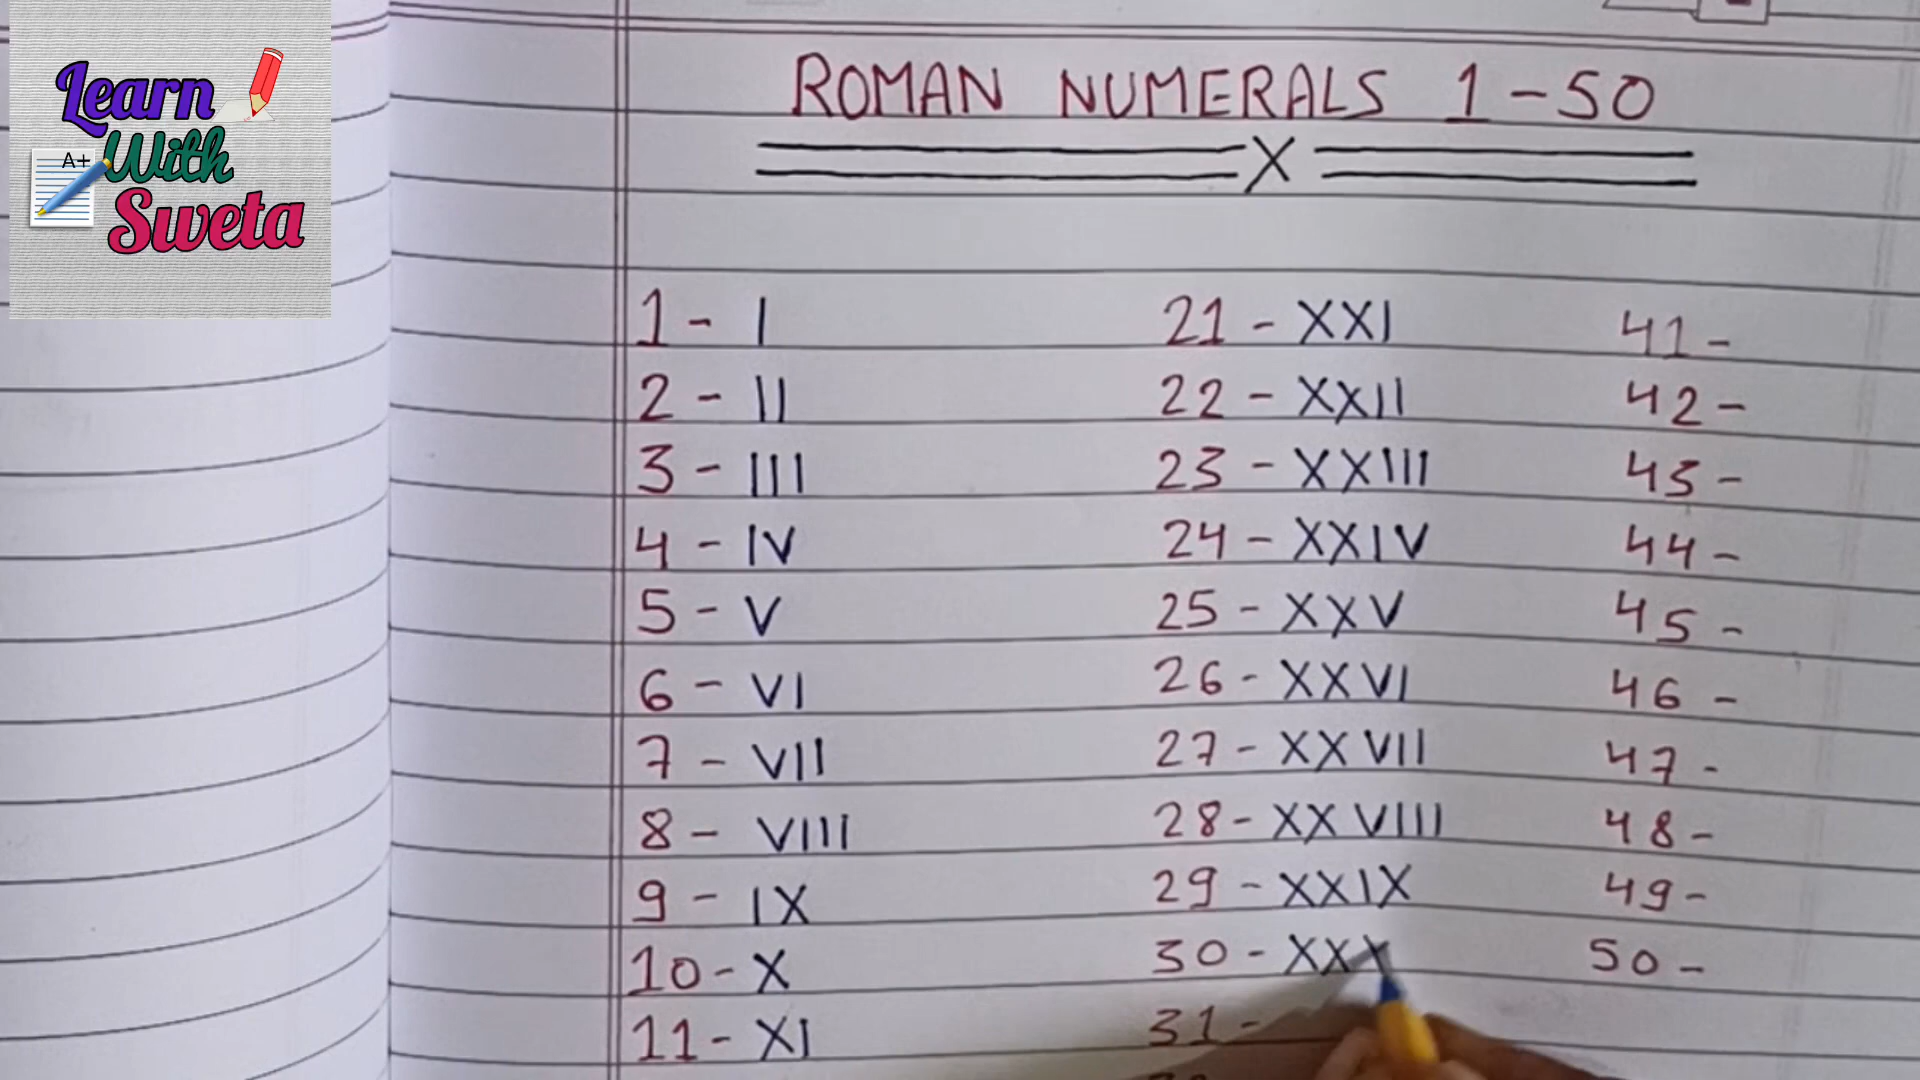 Learn
With
A+
Sweta
ROMAN NUMERALS 1-50
X
1 - I
2 - II
3 - III
4 - IV
5 - V
6 - VI
7 - VII
8 - VIII
9 - IX
10 - X
11 - XI
21 - XXI
22 - XXII
23 - XXIII
24 - XXIV
25 - XXV
26 - XXVI
27 - XXVII
28 - XXVIII
29 - XXIX
30 - XXX
31 -
41 -
42 -
43 -
44 -
45 -
46 -
47 -
48 -
49 -
50 -